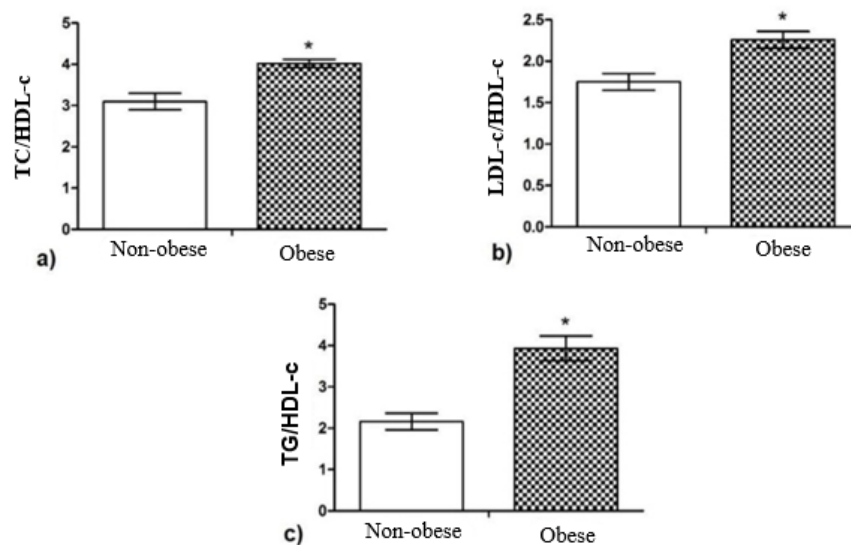 TC/HDL-c
5
4
3
2
1
0
*
Non-obese
Obese
a)
LDL-c/HDL-c
2.5
2.0
1.5
1.0
0.5
0.0
*
Non-obese
Obese
b)
TG/HDL-c
5
4
3
2
1
0
*
Non-obese
Obese
c)